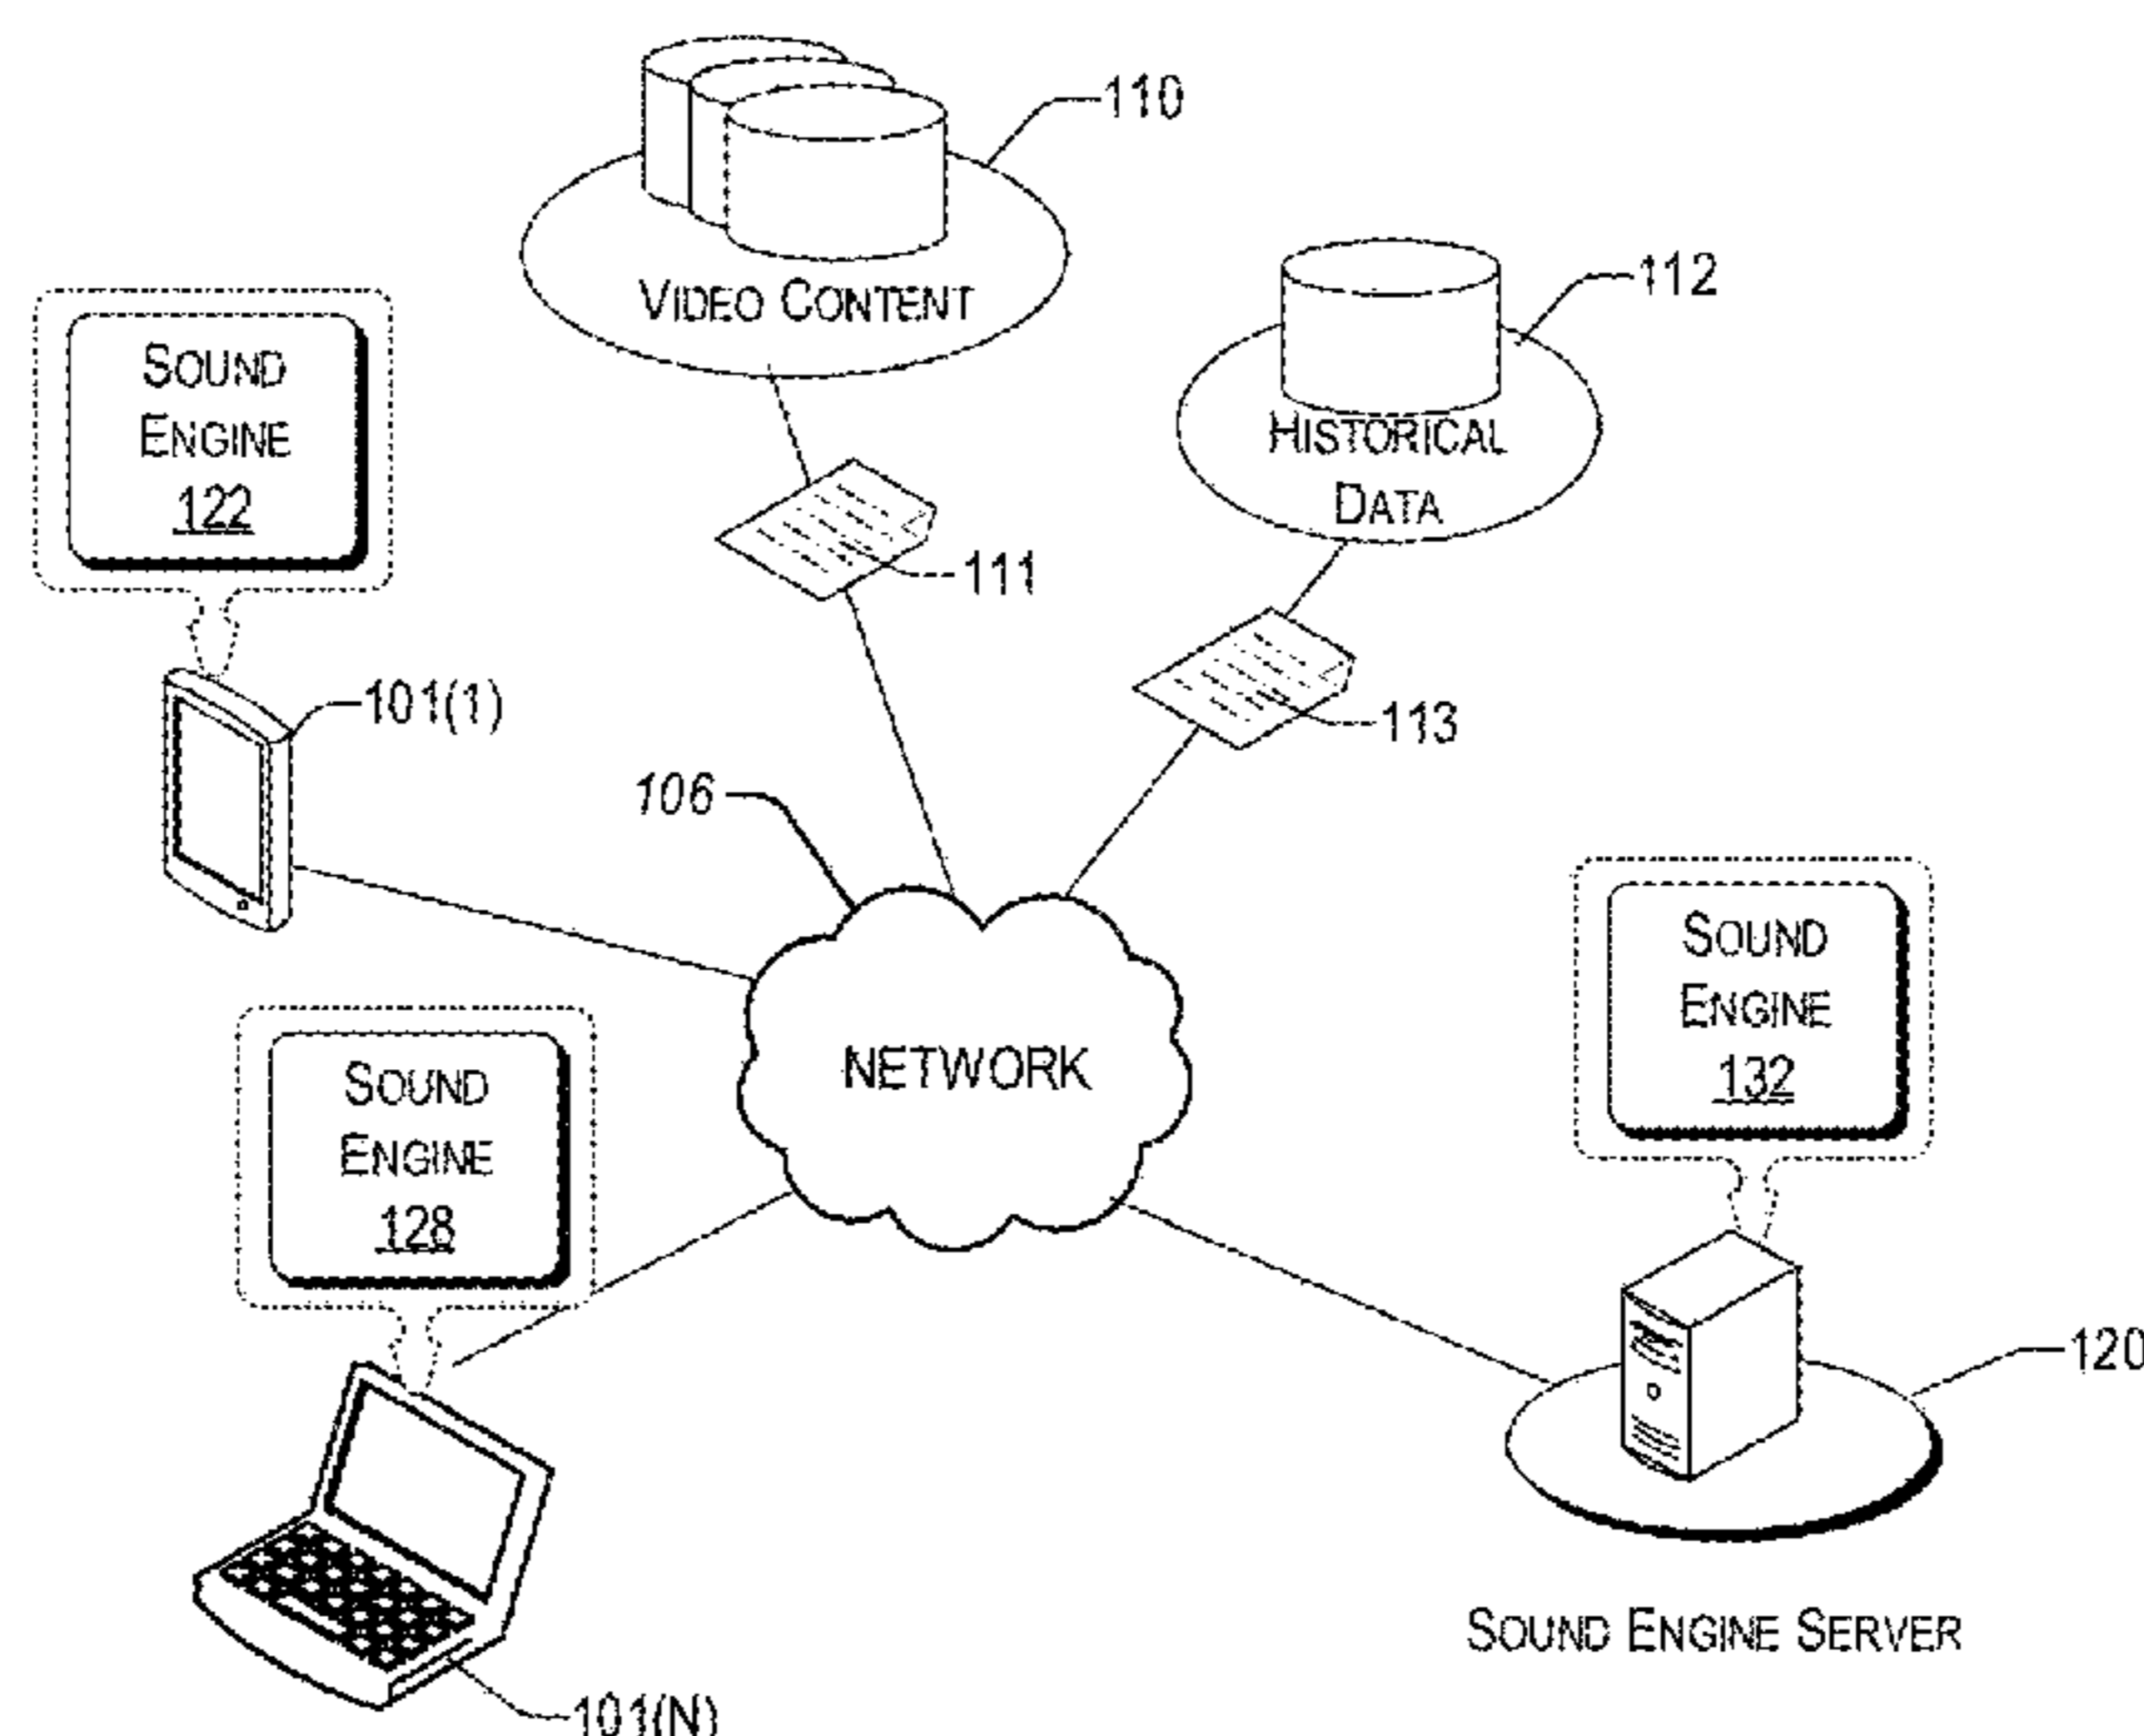 110
VIDEO CONTENT
112
HISTORICAL
DATA
SOUND
ENGINE
122
111
113
101(1)
106
NETWORK
SOUND
ENGINE
132
SOUND
ENGINE
128
120
SOUND ENGINE SERVER
101(N)